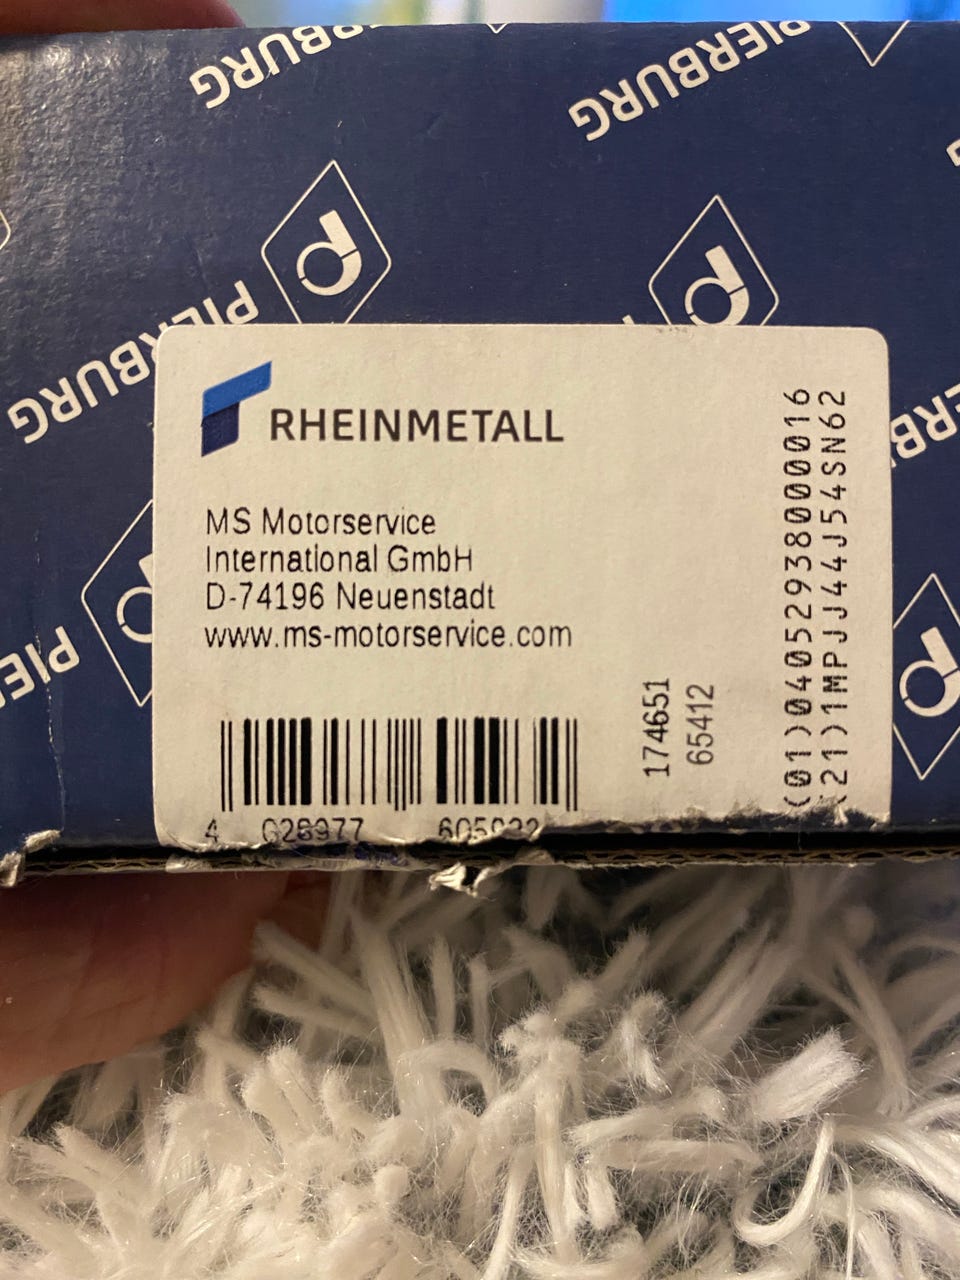 PIERBURG
PIERBURG
PIERBURG
RHEINMETALL
MS Motorservice
International GmbH
D-74196 Neuenstadt
www.ms-motorservice.com
174651
65412
(01)04052938000016
(21)1MPJJ44J54SN62
4